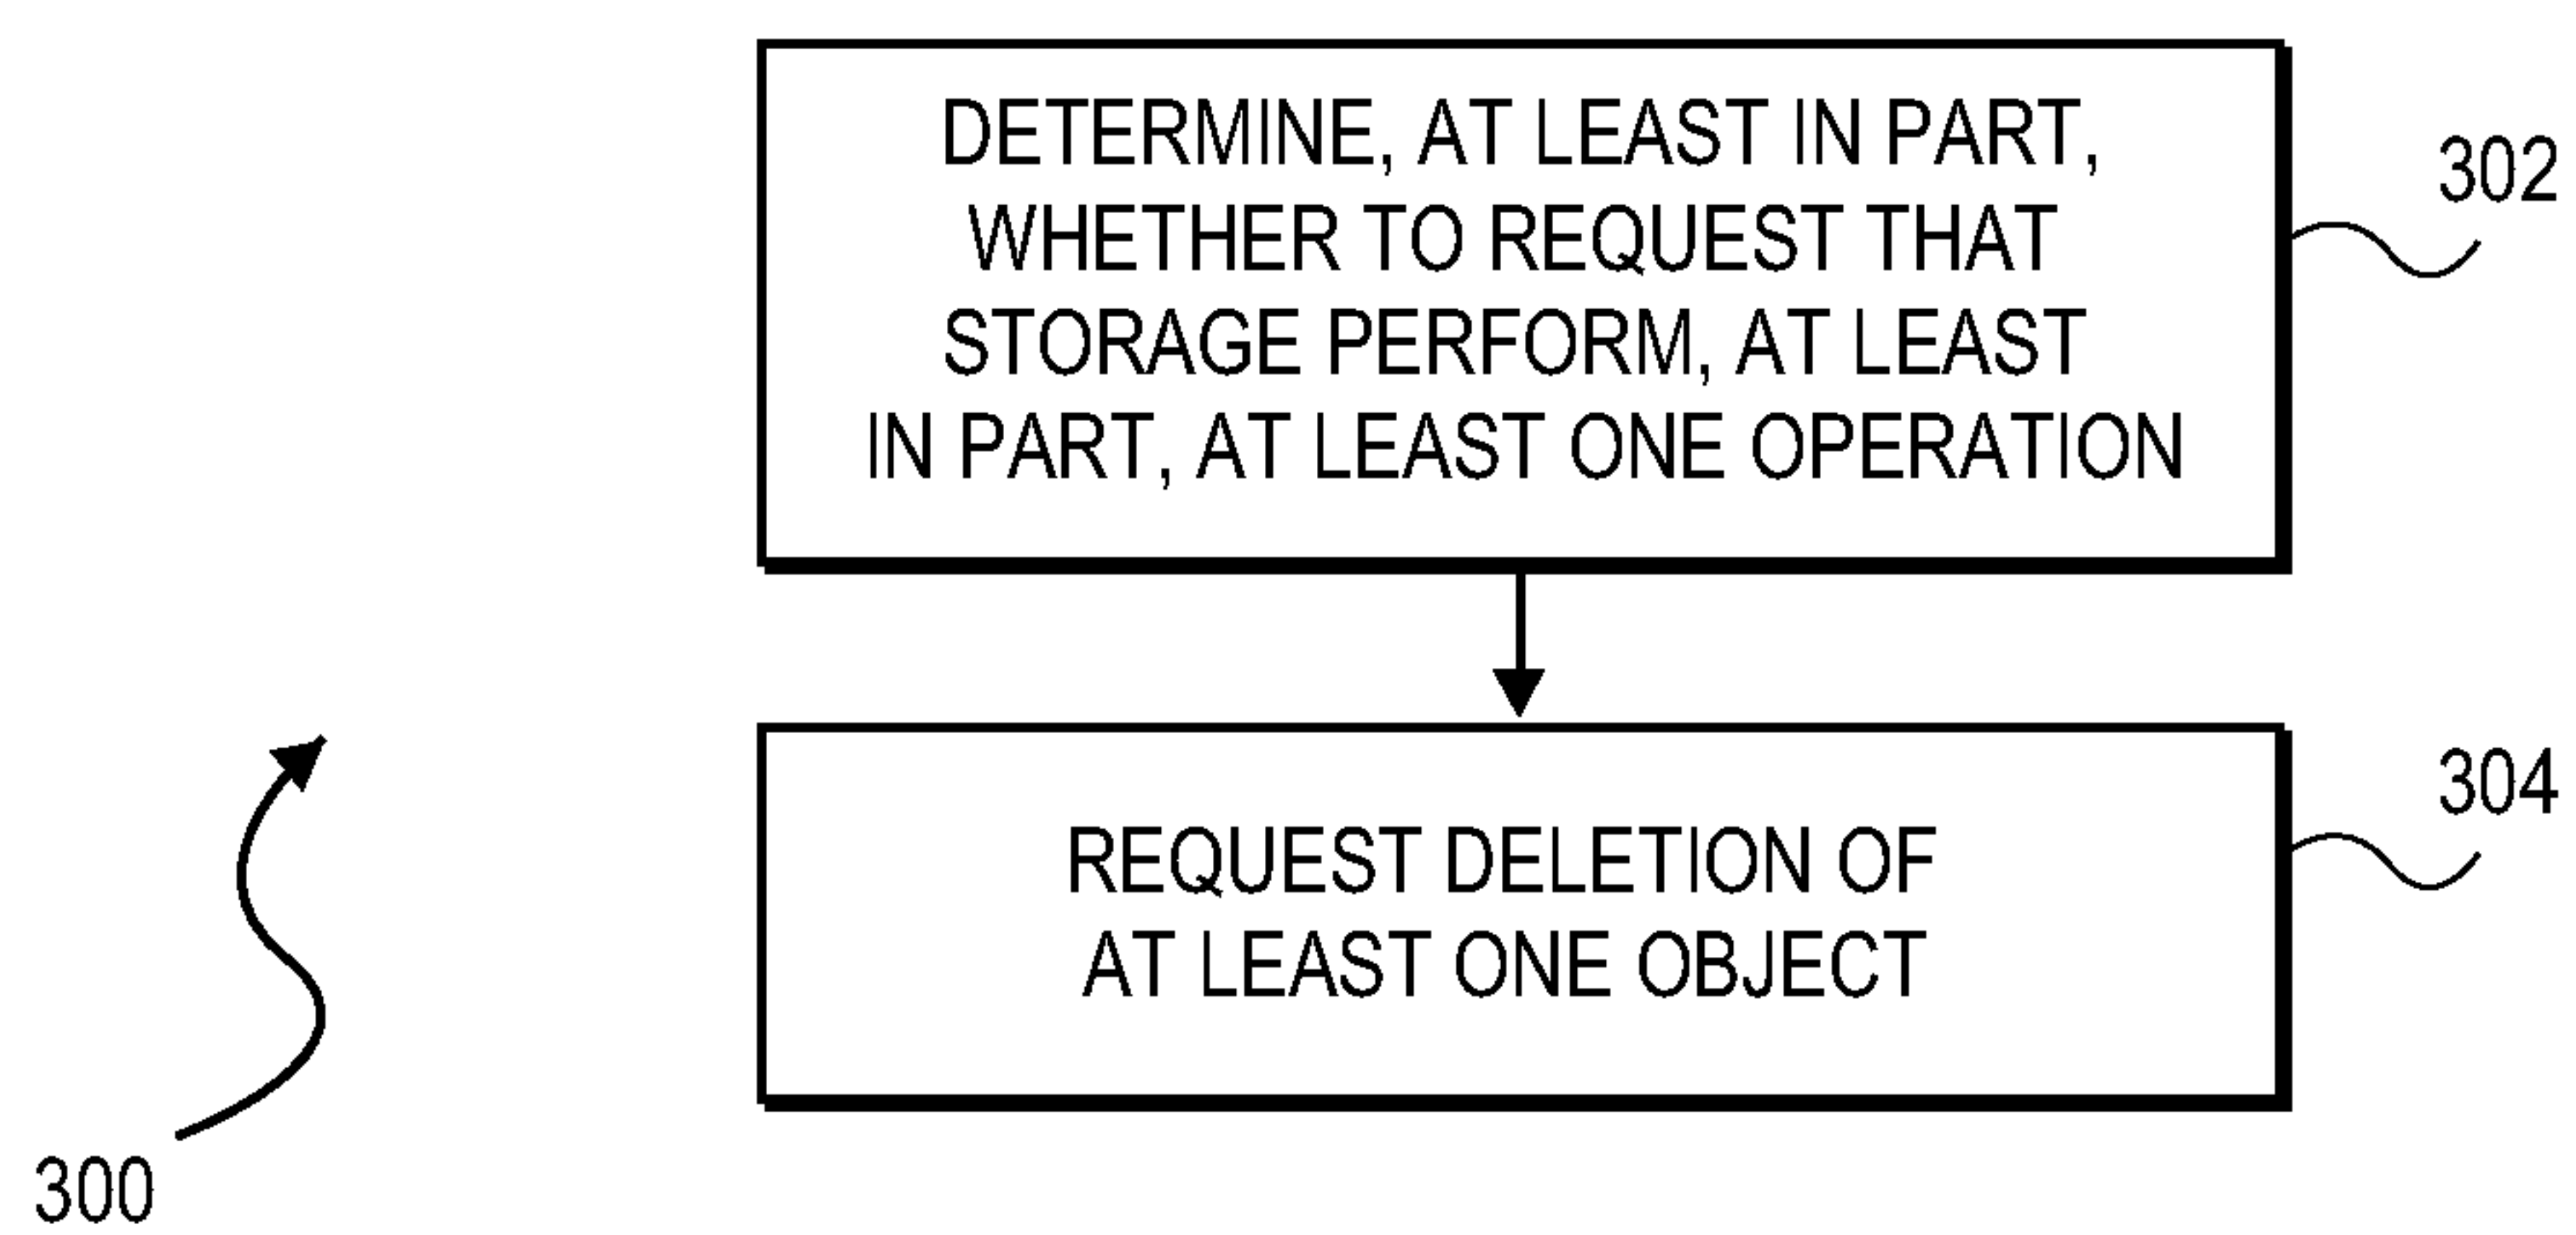 DETERMINE, AT LEAST IN PART,
WHETHER TO REQUEST THAT
STORAGE PERFORM, AT LEAST
IN PART, AT LEAST ONE OPERATION
302
REQUEST DELETION OF
AT LEAST ONE OBJECT
304
300